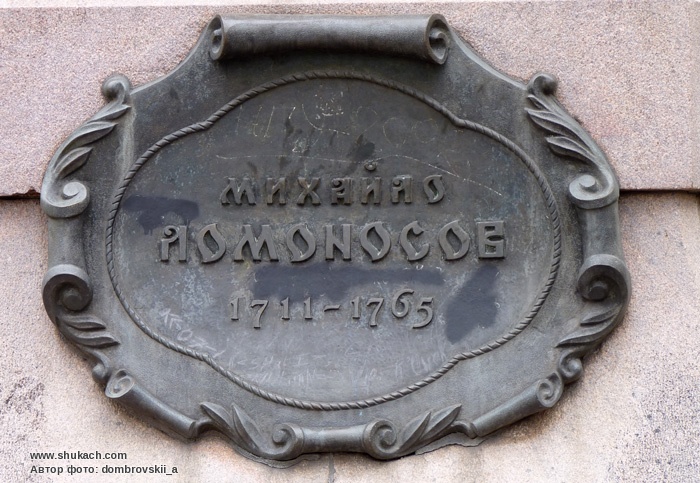 МИХАЙЛО
ЛОМОНОСОВ
1711-1765
www.shukach.com
Автор фото: dombrovskii_a